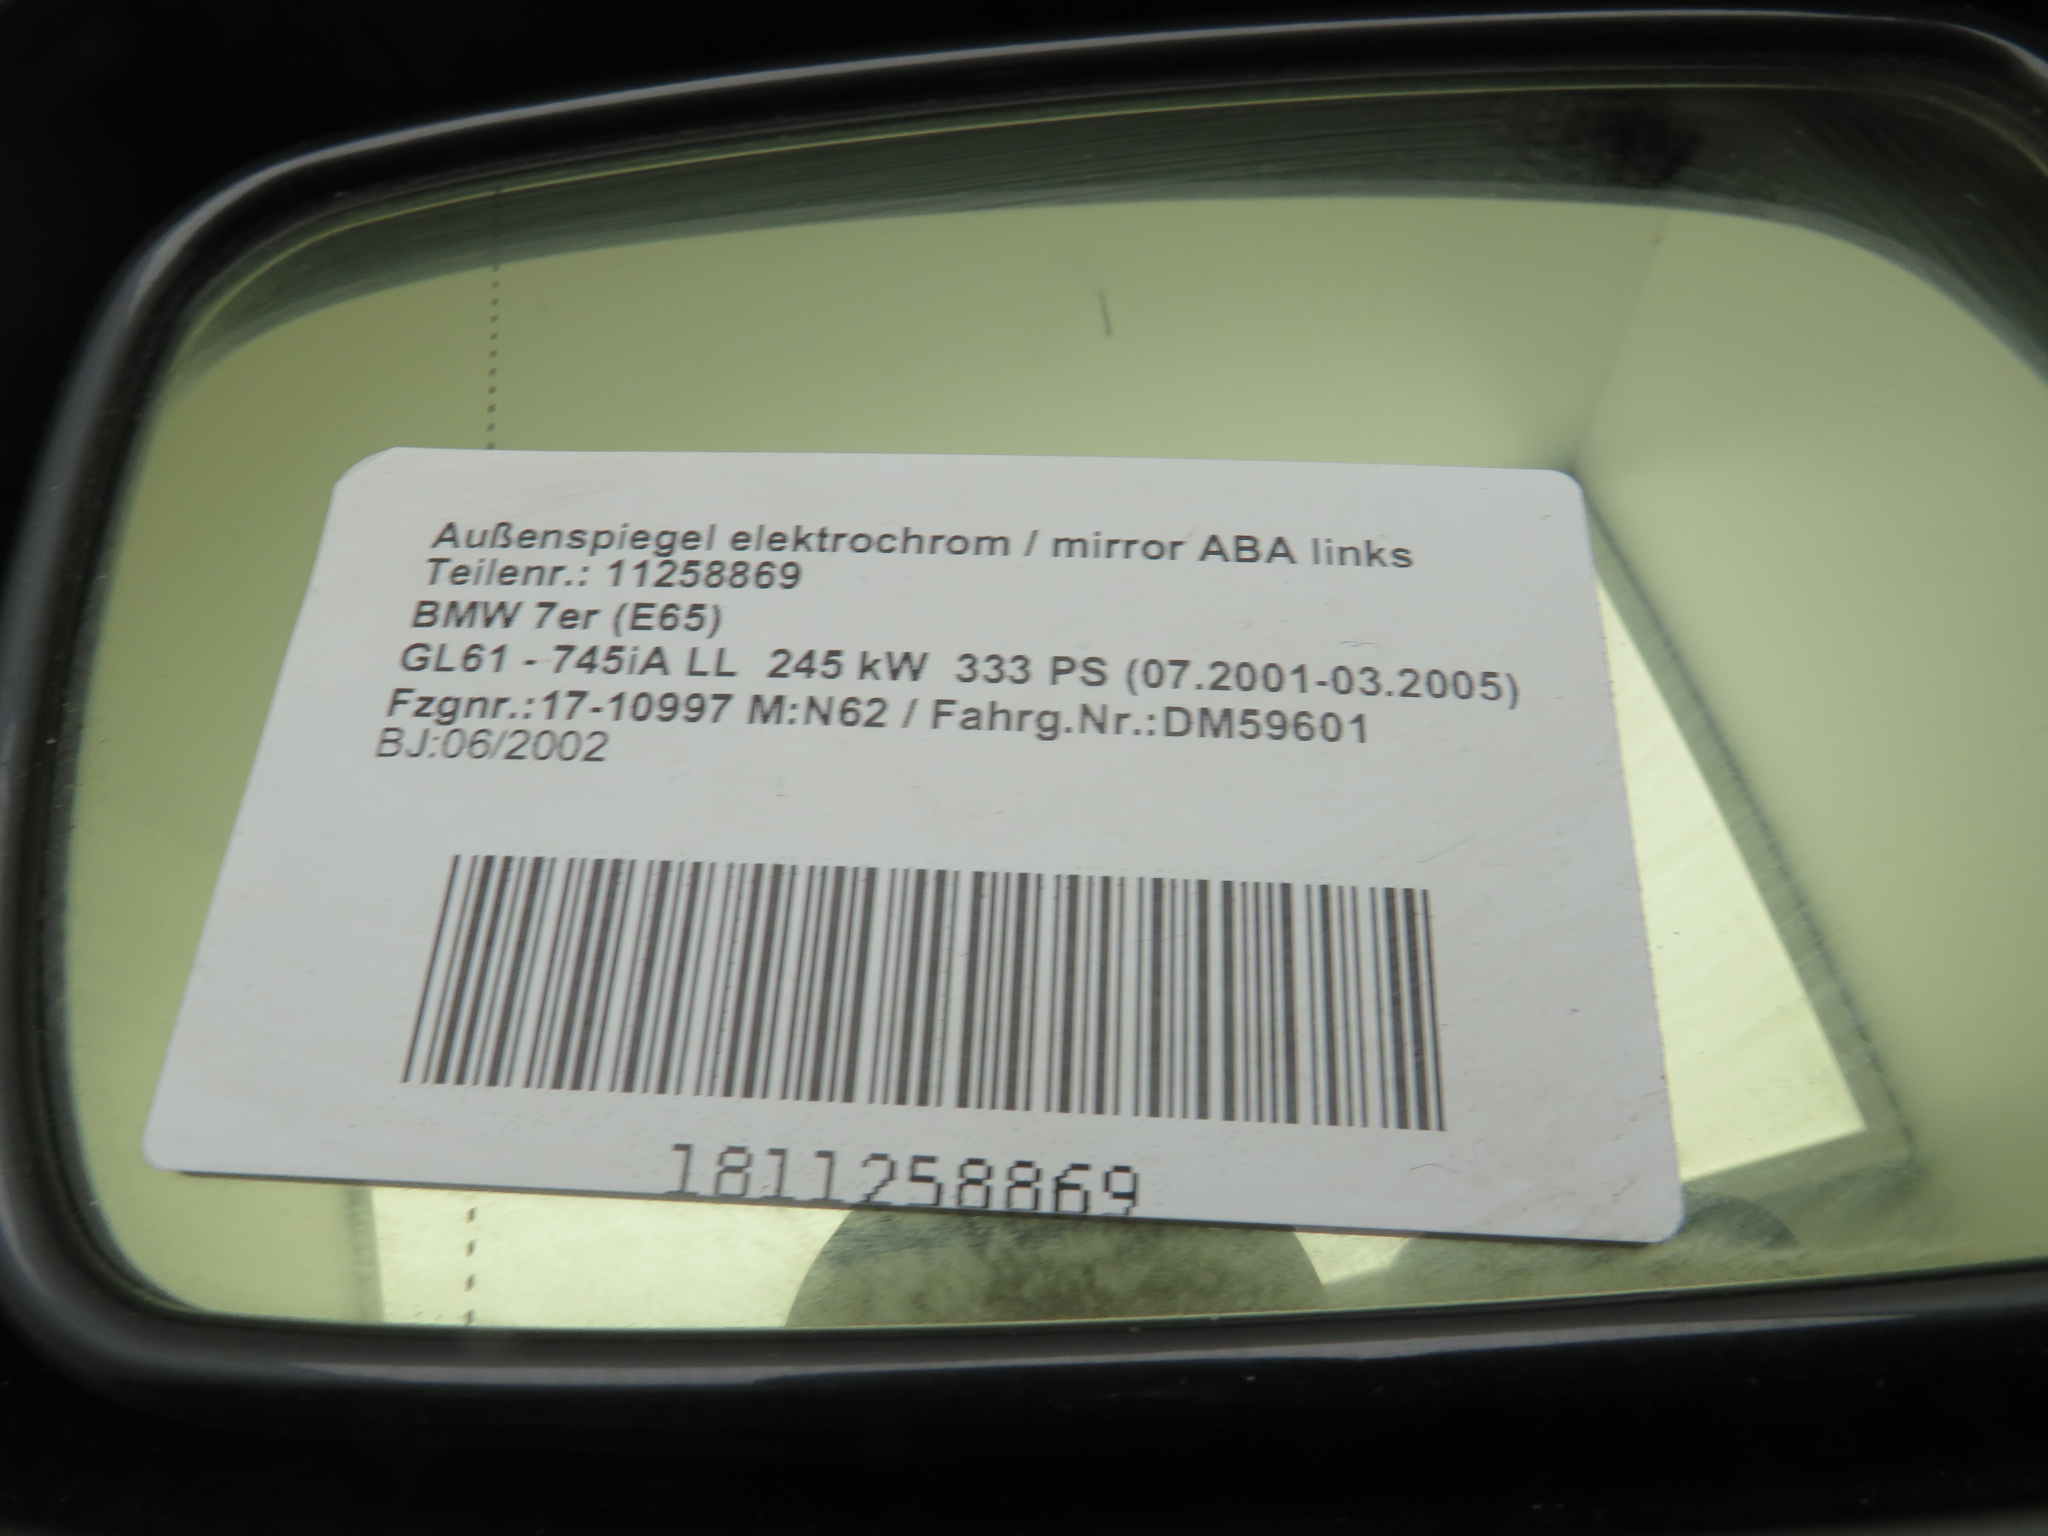 Außenspiegel elektrochrom / mirror ABA links
Teilenr.: 11258869
BMW 7er (E65)
GL61 - 745iA LL 245 kW 333 PS (07.2001-03.2005)
Fzgnr.:17-10997 M:N62 / Fahrg.Nr.:DM59601
BJ:06/2002
1811258869